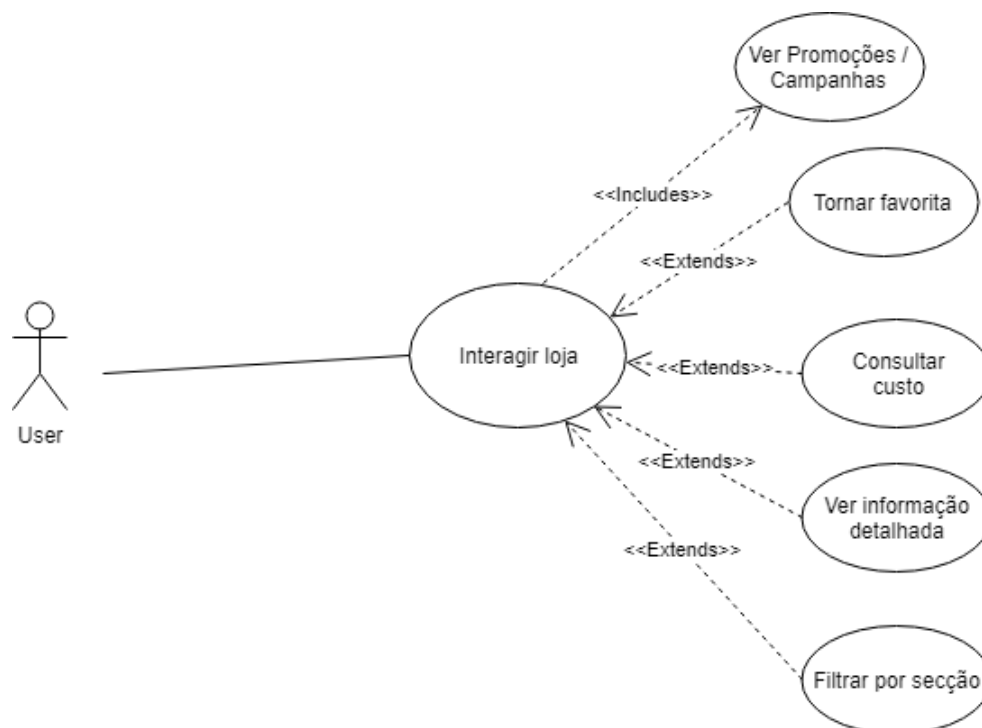 Ver Promoções /
Campanhas
<<Includes>>
Tornar favorita
<<Extends>>
Interagir loja
<<Extends>>
Consultar
custo
User
<<Extends>>
Ver informação
detalhada
<<Extends>>
Filtrar por secção